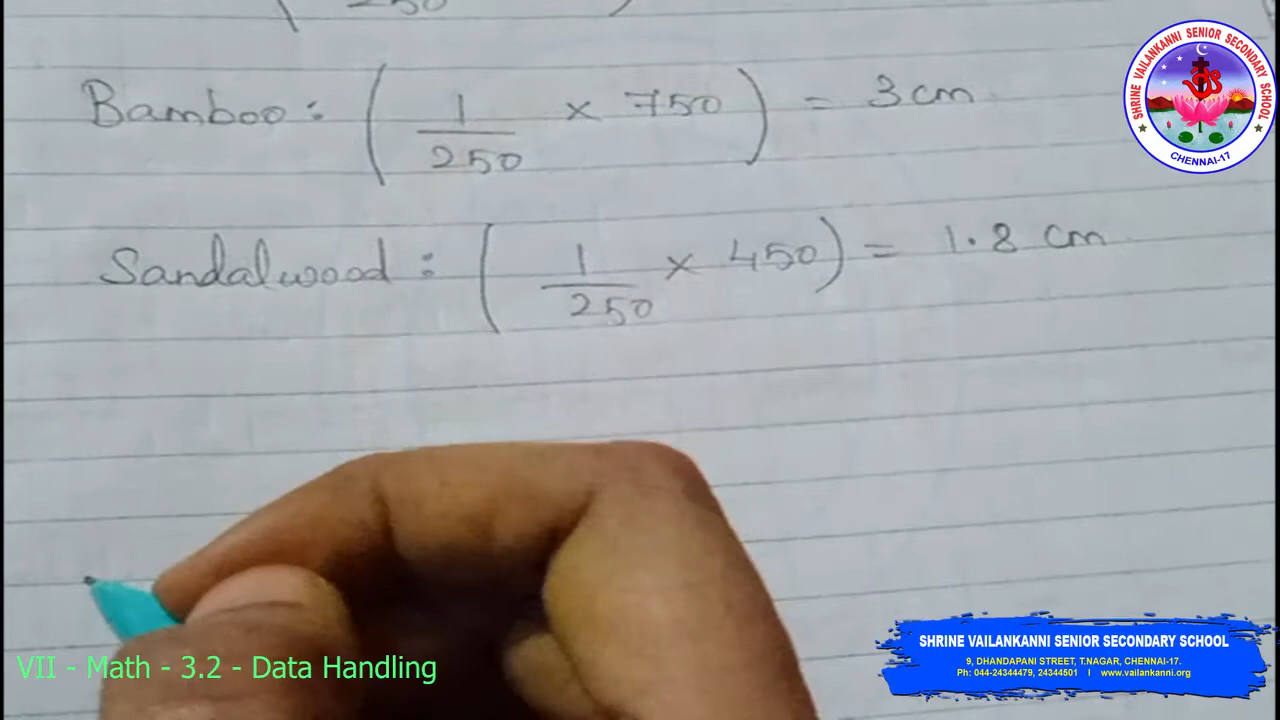 250
Bamboo : ( 1/250 × 750 ) = 3 cm
Sandalwood : ( 1/250 × 450 ) = 1.8 cm
SHRINE VAILANKANNI SENIOR SECONDARY SCHOOL
CHENNAI-17
VII - Math - 3.2 - Data Handling
SHRINE VAILANKANNI SENIOR SECONDARY SCHOOL
9, DHANDAPANI STREET, T.NAGAR, CHENNAI-17.
Ph: 044-24344479, 24344501 I www.vailankanni.org